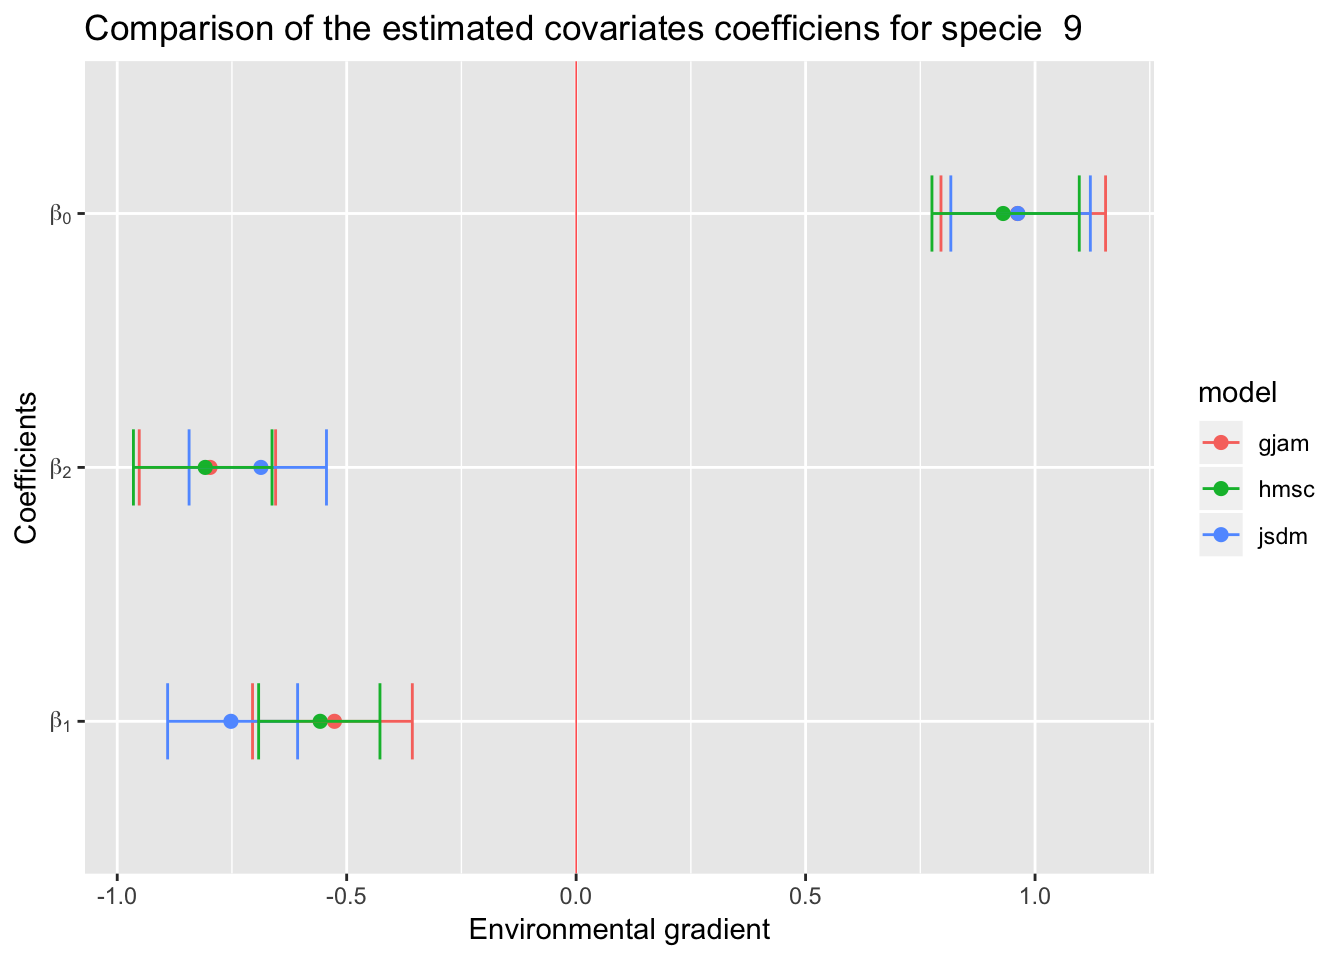 Comparison of the estimated covariates coefficiens for specie  9
Coefficients
β0
β2
β1
-1.0
-0.5
0.0
0.5
1.0
Environmental gradient
model
gjam
hmsc
jsdm